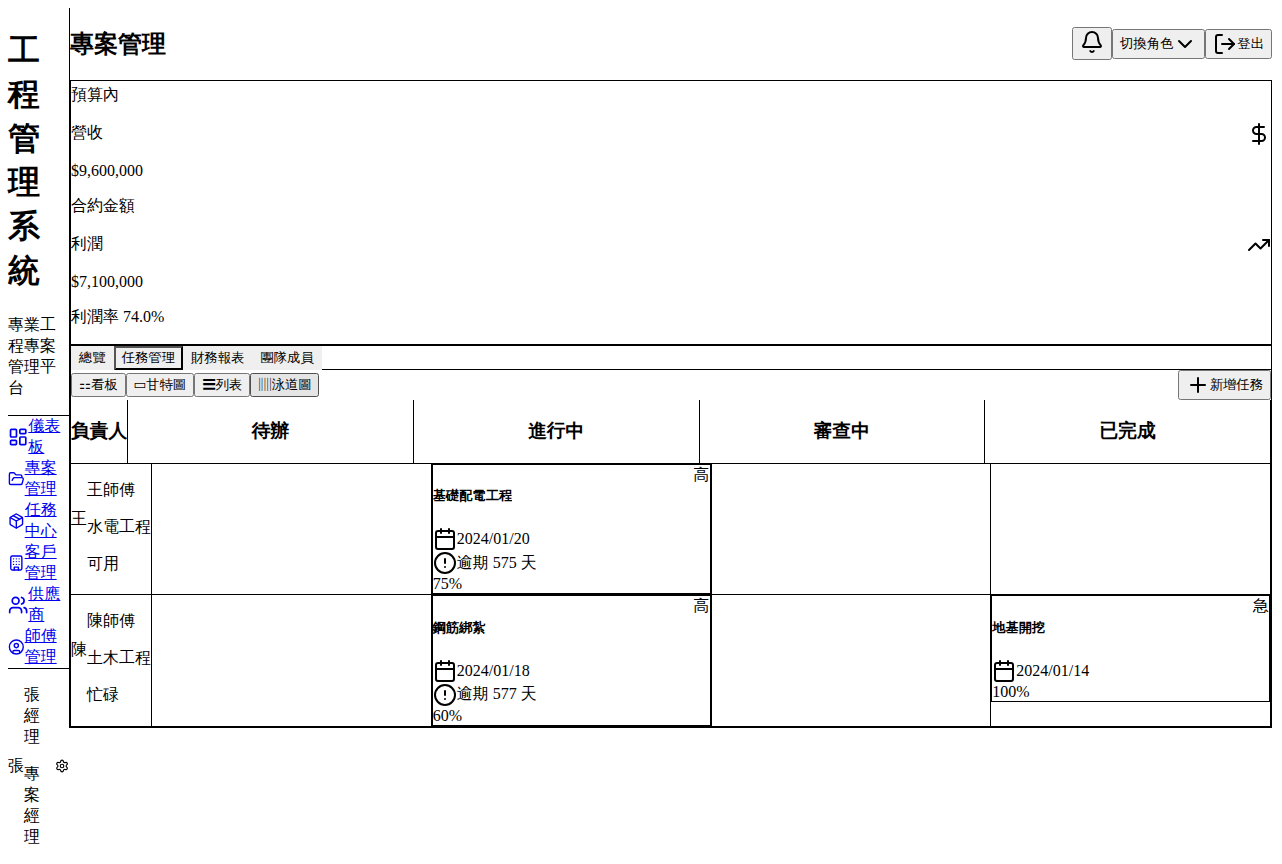 工
程
管
理
系
統
專業工
程專案
管理平
台
儀表
板
專案
管理
任務
中心
客戶
管理
供應
商
師傅
管理
張
張
經
理
專
案
經
理
專案管理
切換角色
登出
預算內
營收
$9,600,000
合約金額
利潤
$7,100,000
利潤率 74.0%
總覽 任務管理 財務報表 團隊成員
看板 甘特圖 列表 泳道圖
新增任務
負責人 待辦 進行中 審查中 已完成
王
王師傅
水電工程
可用
高
基礎配電工程
2024/01/20
逾期 575 天
75%
陳
陳師傅
土木工程
忙碌
高
鋼筋綁紮
2024/01/18
逾期 577 天
60%
急
地基開挖
2024/01/14
100%